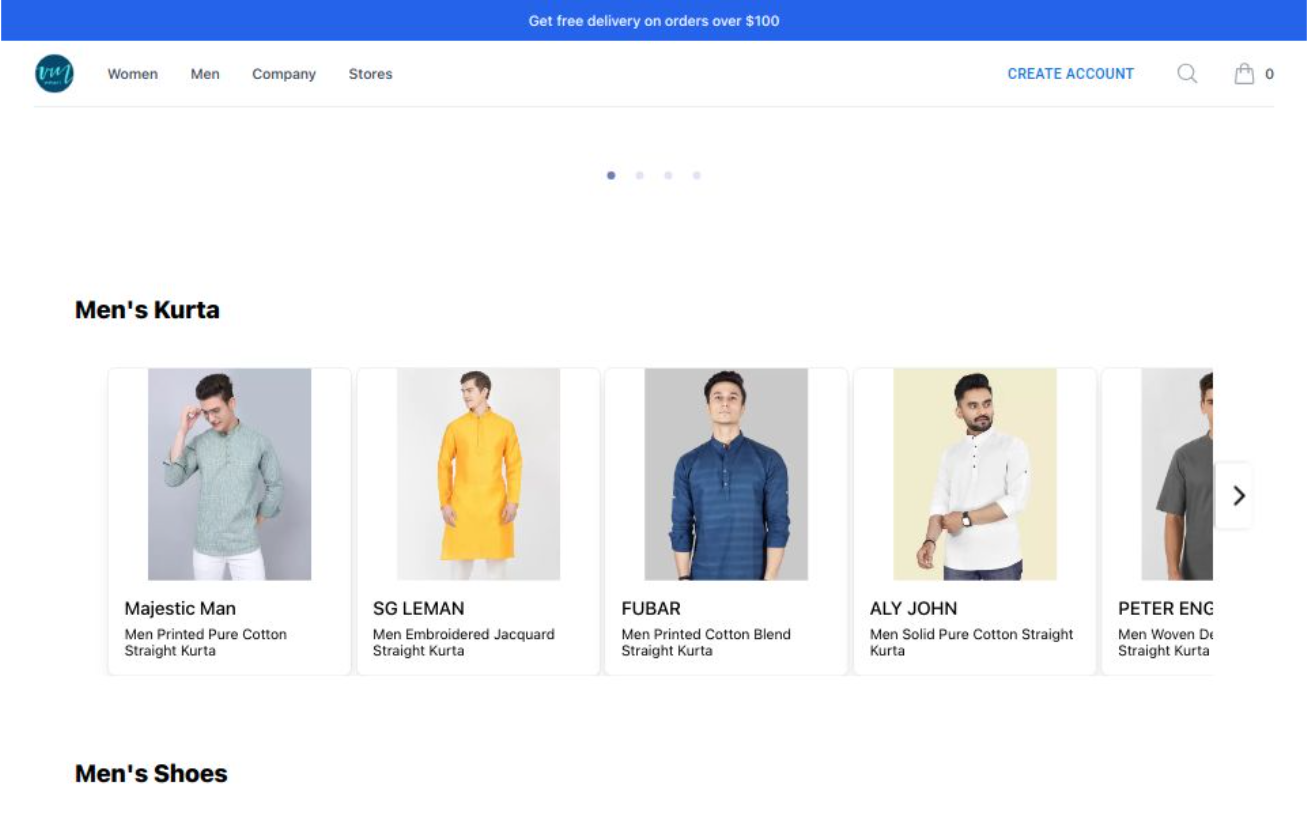 Get free delivery on orders over $100
Women Men Company Stores CREATE ACCOUNT 0
Men's Kurta
Majestic Man
Men Printed Pure Cotton
Straight Kurta
SG LEMAN
Men Embroidered Jacquard
Straight Kurta
FUBAR
Men Printed Cotton Blend
Straight Kurta
ALY JOHN
Men Solid Pure Cotton Straight
Kurta
PETER ENG
Men Woven De
Straight Kurta
Men's Shoes